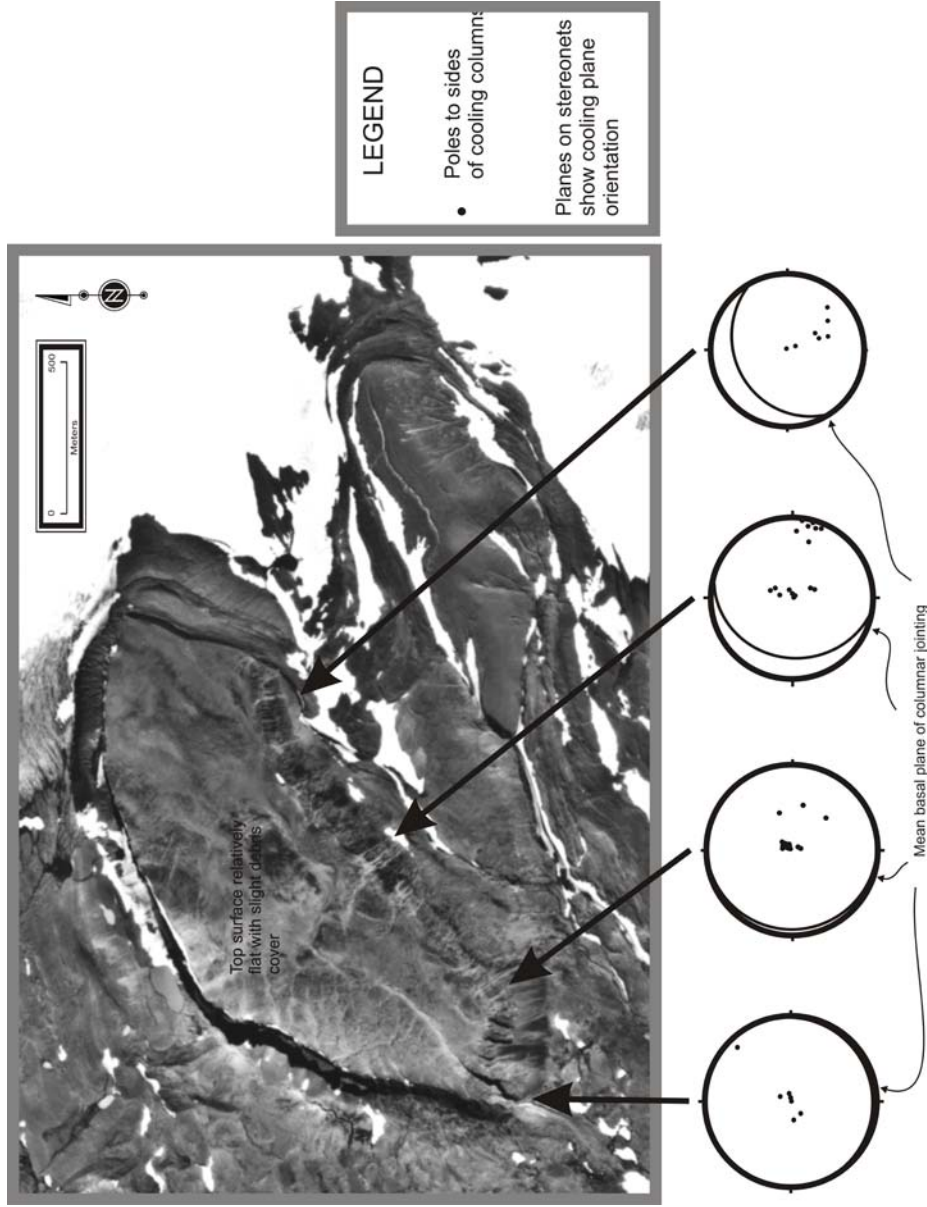 LEGEND
Poles to sides
of cooling columns
Planes on stereonets
show cooling plane
orientation
N
0
500
Meters
Top surface relatively
flat with slight debris
cover
Mean basal plane of columnar jointing